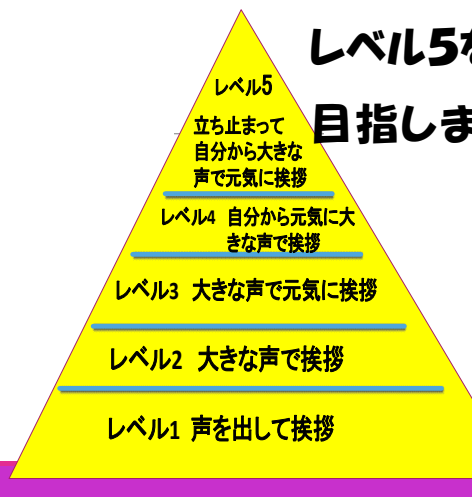 レベル5を
目指しま
レベル5
立ち止まって
自分から大きな
声で元気に挨拶
レベル4 自分から元気に大
きな声で挨拶
レベル3 大きな声で元気に挨拶
レベル2 大きな声で挨拶
レベル1 声を出して挨拶